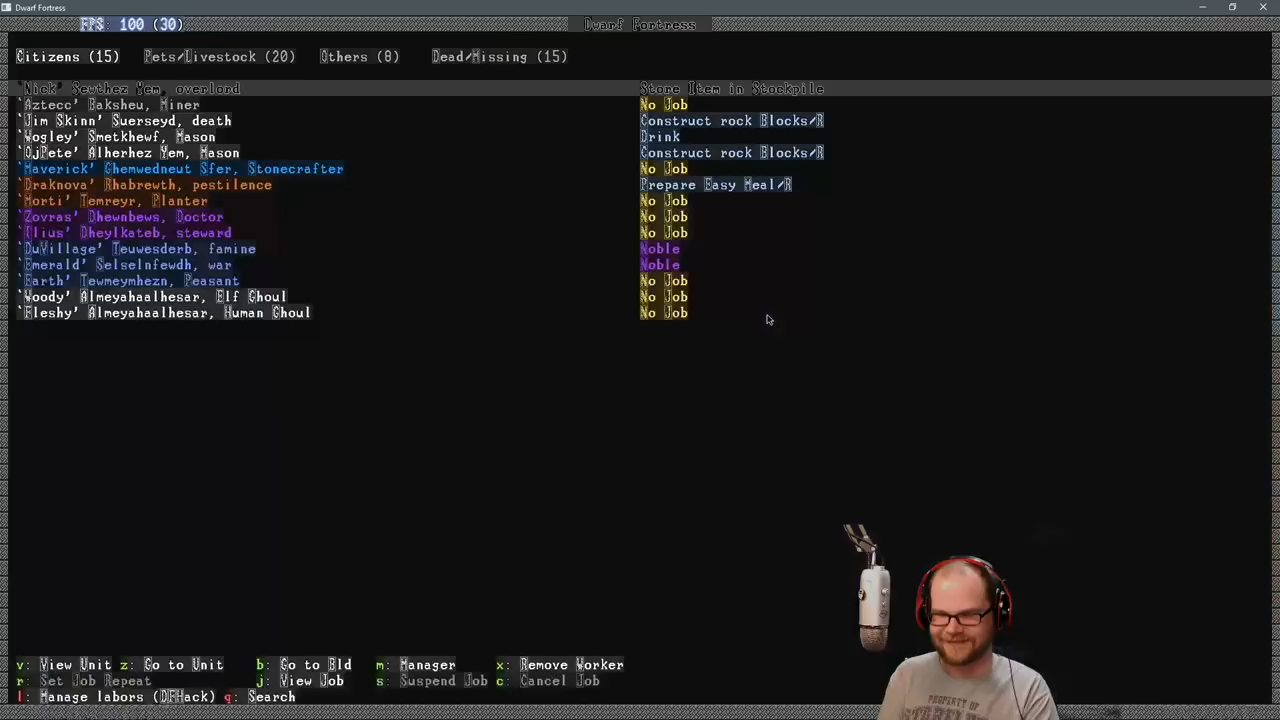 Dwarf Fortress
FPS: 100 (30)
Dwarf Fortress
Citizens (15) Pets/Livestock (20) Others (8) Dead/Missing (15)
`Nick' Sewthez Yem, overlord Store Item in Stockpile
`Aztecc' Baksheu, Miner No Job
`Jim Skinn' Suerseyd, death Construct rock Blocks/R
`Wogley' Smetkhewf, Mason Drink
`OjPete' Alherhez Yem, Mason Construct rock Blocks/R
`Maverick' Ghemwedneut Sfer, Stonecrafter No Job
`Draknova' Rhabrewth, pestilence Prepare Easy Meal/R
`Morti' Temreyr, Planter No Job
`Zovras' Dhewnbews, Doctor No Job
`Ilius' Dheylkateb, steward No Job
`DuVillage' Teuwesderb, famine Noble
`Emerald' Selselnfewdh, war Noble
`Earth' Tewmeymhezn, Peasant No Job
`Woody' Almeyahaalhesar, Elf Ghoul No Job
`Fleshy' Almeyahaalhesar, Human Ghoul No Job
v: View Unit z: Go to Unit b: Go to Bld m: Manager x: Remove Worker
r: Set Job Repeat j: View Job s: Suspend Job c: Cancel Job
l: Manage labors (DFHack) q: Search
PROPERTY OF